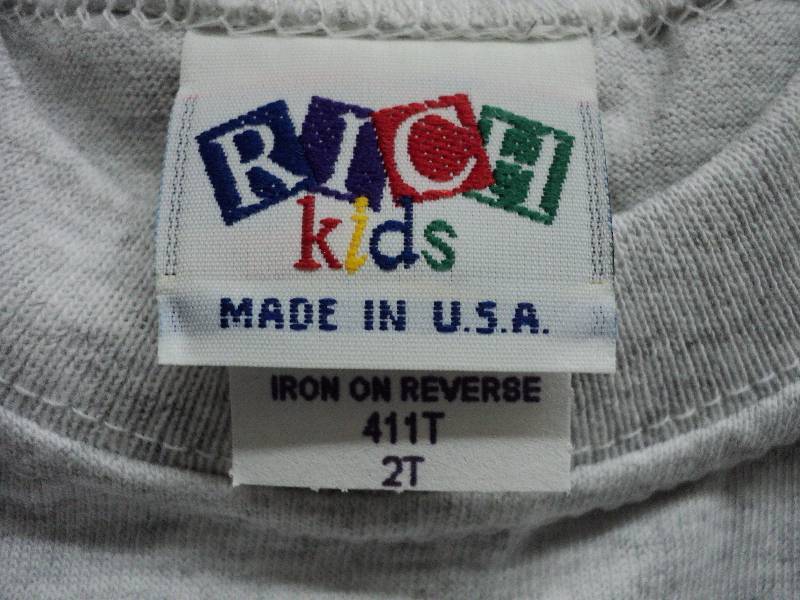 RICH
kids
MADE IN U.S.A.
IRON ON REVERSE
411T
2T